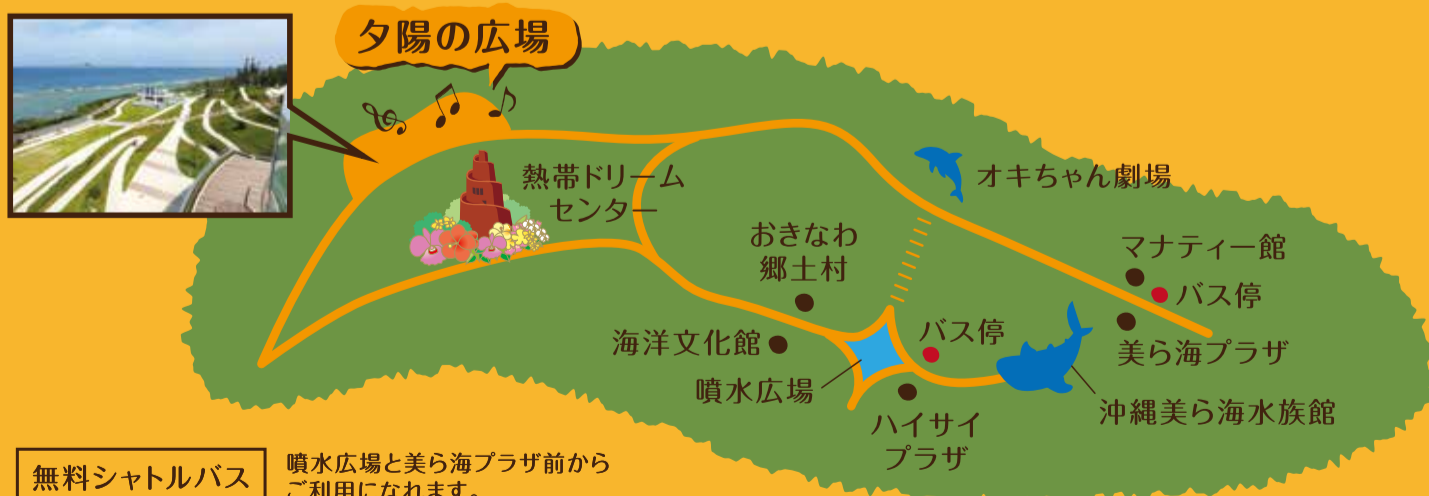 夕陽の広場
熱帯ドリーム
センター
オキちゃん劇場
おきなわ
郷土村
マナティー館
バス停
海洋文化館
バス停
美ら海プラザ
噴水広場
沖縄美ら海水族館
ハイサイ
プラザ
無料シャトルバス
噴水広場と美ら海プラザ前から
ご利用になれます。